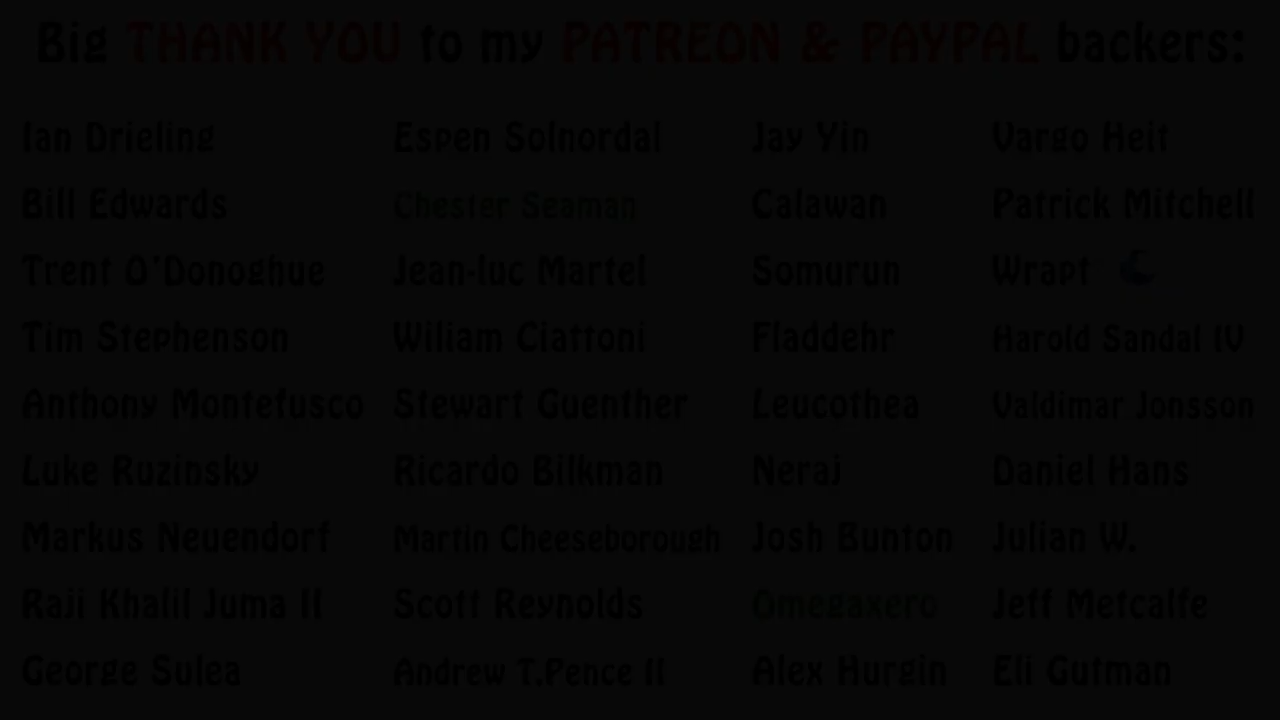 Big THANK YOU to my PATREON & PAYPAL backers:
Ian Drieling Espen Solnordal Jay Yin Vargo Heit
Bill Edwards Chester Seaman Calawan Patrick Mitchell
Trent O'Donoghue Jean-luc Martel Somurun Wrapt
Tim Stephenson Wiliam Ciattoni Fladdehr Harold Sandal IV
Anthony Montefusco Stewart Guenther Leucothea Valdimar Jonsson
Luke Ruzinsky Ricardo Bilkman Neraj Daniel Hans
Markus Neuendorf Martin Cheeseborough Josh Bunton Julian W.
Raji Khalil Juma II Scott Reynolds Omegaxero Jeff Metcalfe
George Sulea Andrew T.Pence II Alex Hurgin Eli Gutman